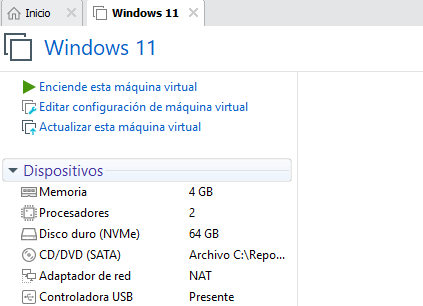 Inicio
Windows 11
Windows 11
Enciende esta máquina virtual
Editar configuración de máquina virtual
Actualizar esta máquina virtual
Dispositivos
Memoria 4 GB
Procesadores 2
Disco duro (NVMe) 64 GB
CD/DVD (SATA) Archivo C:\Repo...
Adaptador de red NAT
Controladora USB Presente